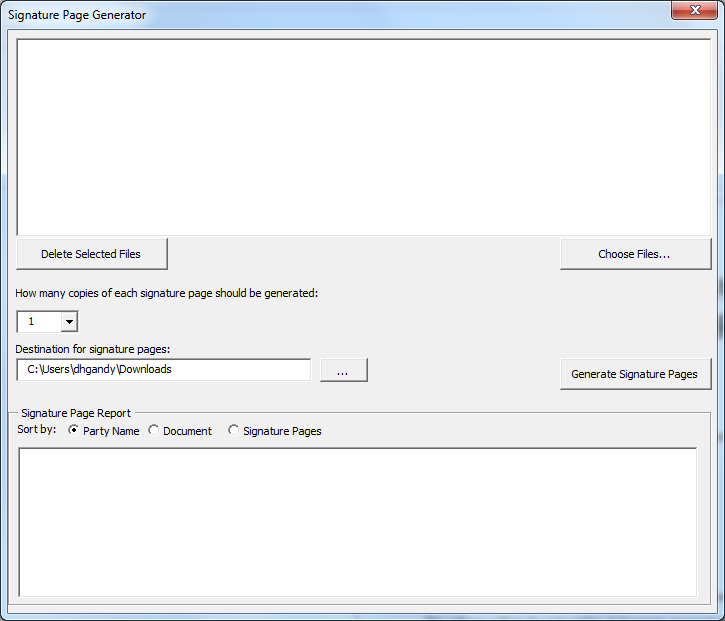 Signature Page Generator
Delete Selected Files
Choose Files...
How many copies of each signature page should be generated:
1
Destination for signature pages:
C:\Users\dhgandy\Downloads
...
Generate Signature Pages
Signature Page Report
Sort by: Party Name Document Signature Pages